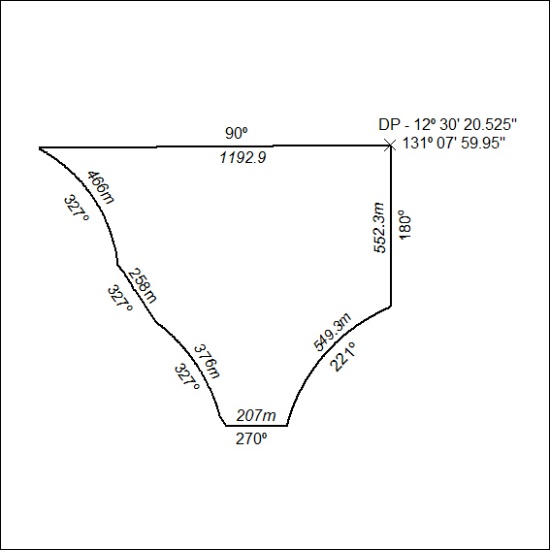 90º
1192.9
DP - 12º 30' 20.525"
131º 07' 59.95"
466m
327º
552.3m
180º
258m
327º
549.3m
221º
376m
327º
207m
270º